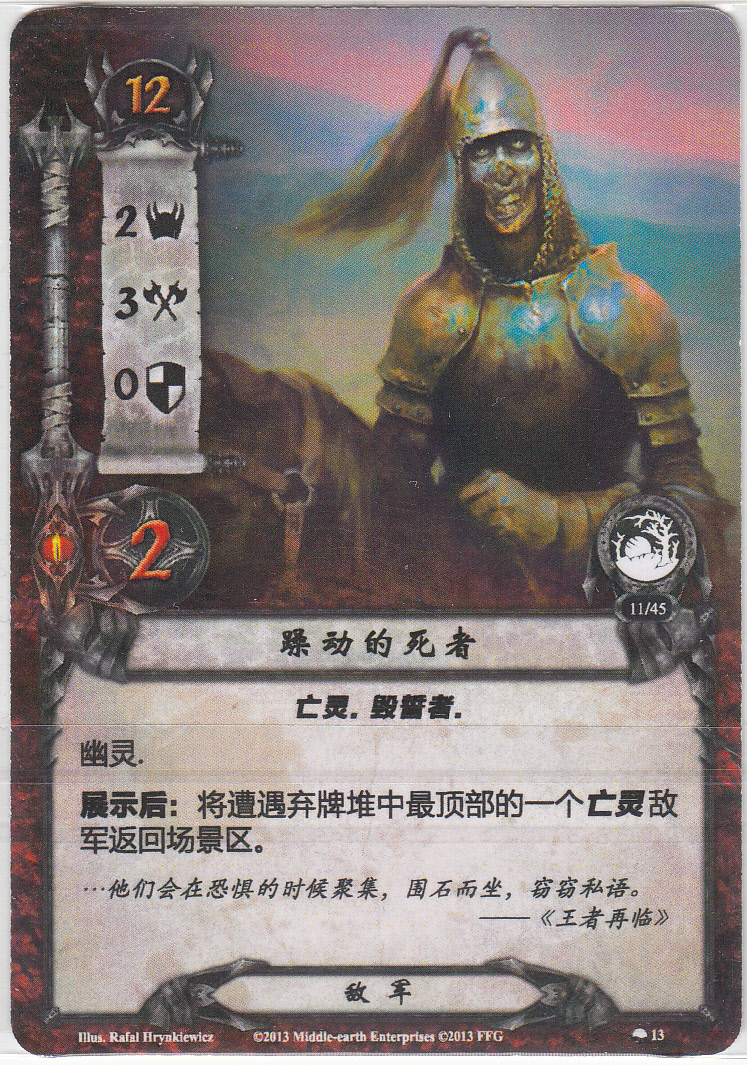 12
2
3
0
2
11/45
躁动的死者
亡灵. 毁誓者.
幽灵.
展示后：将遭遇弃牌堆中最顶部的一个亡灵敌
军返回场景区。
…他们会在恐惧的时候聚集，围石而坐，窃窃私语。
——《王者再临》
敌军
Illus. Rafal Hrynkiewicz ©2013 Middle-earth Enterprises ©2013 FFG 13